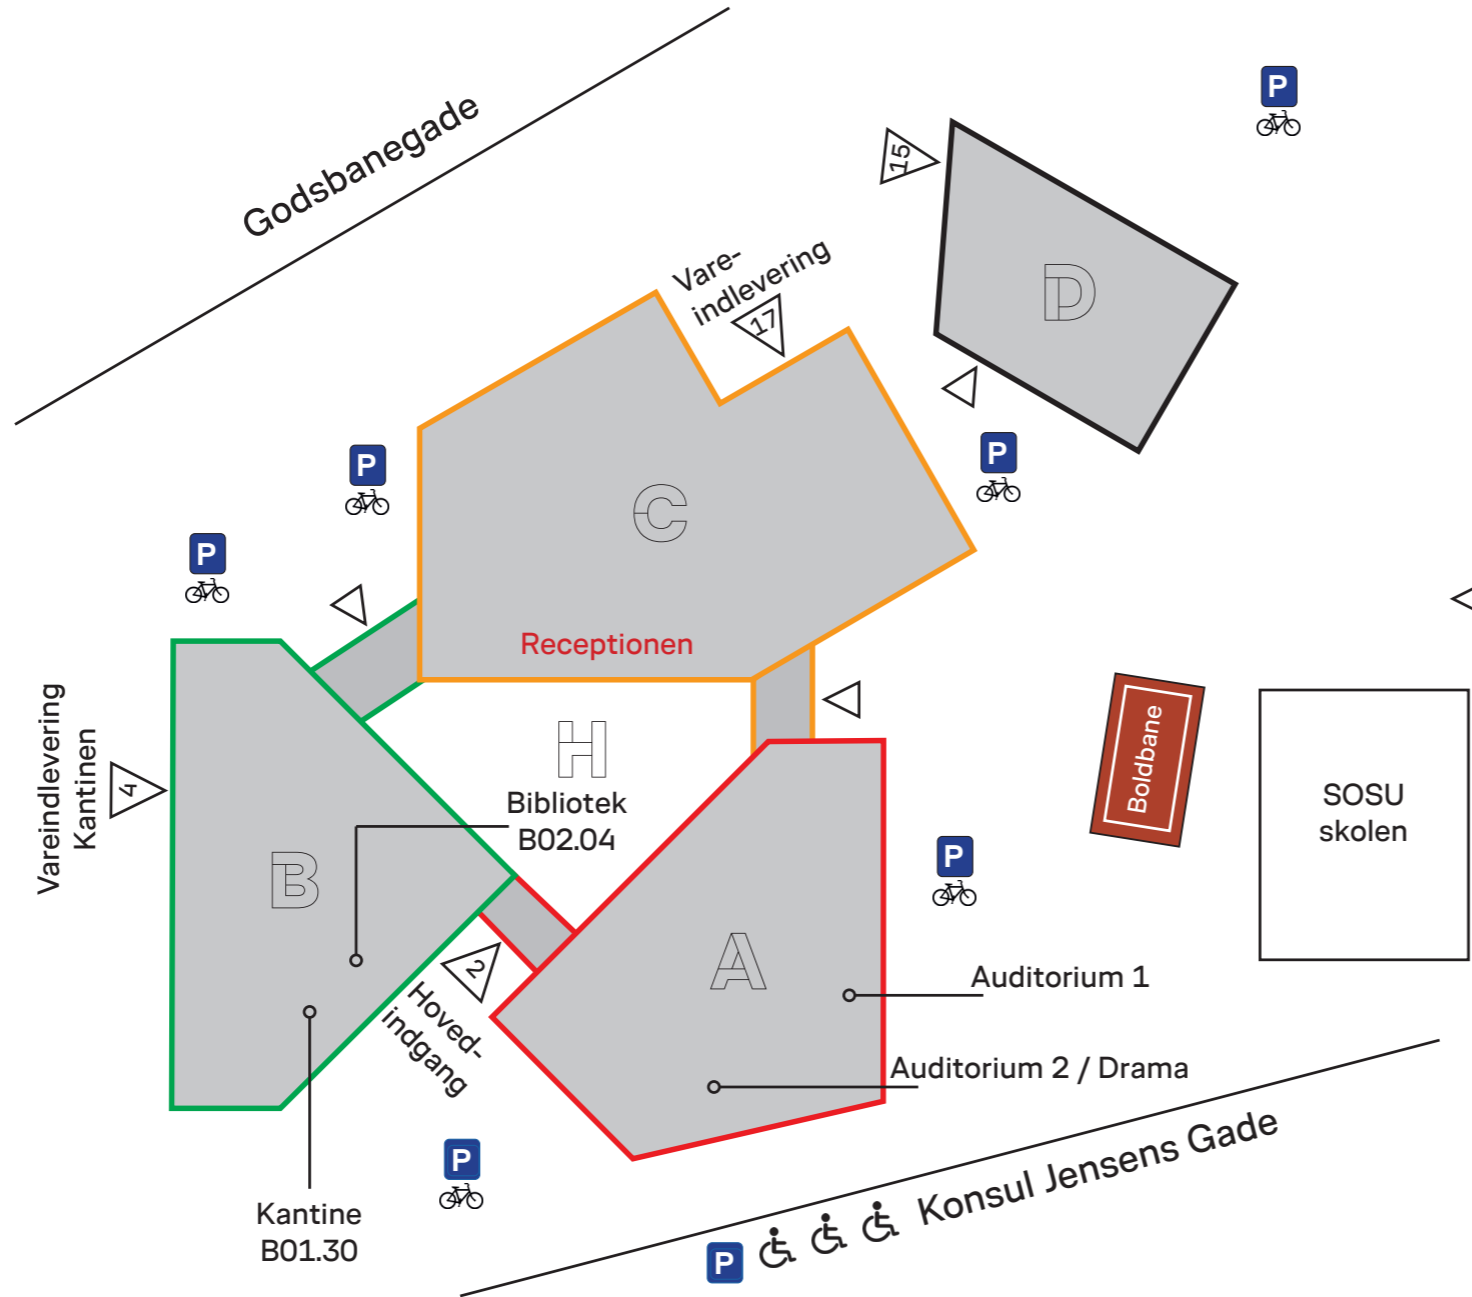 P
Godsbanegade
15
D
Vare-
indlevering
17
P
P
C
P
Receptionen
H
Bibliotek
B02.04
Vareindlevering
Kantinen
4
B
Boldbane
SOSU
skolen
P
A
2
Hoved-
indgang
Auditorium 1
Auditorium 2 / Drama
P
Kantine
B01.30
Konsul Jensens Gade
P